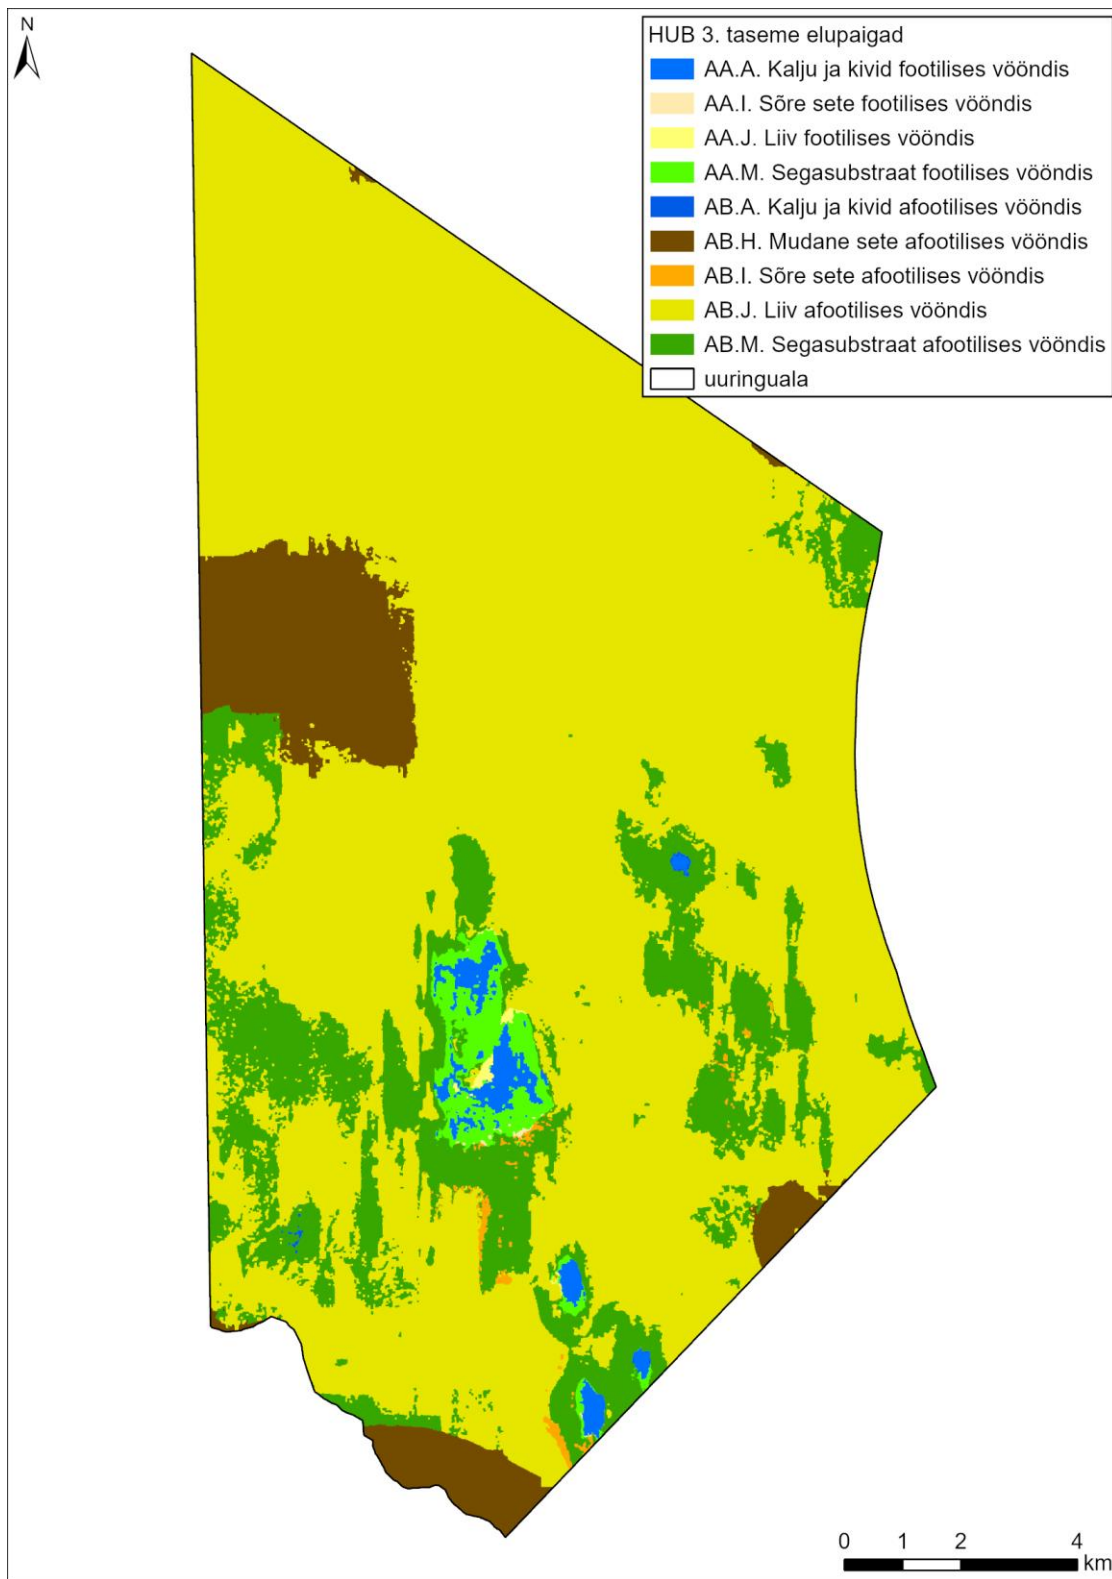 N
HUB 3. taseme elupaigad
AA.A. Kalju ja kivid footilises vööndis
AA.I. Sõre sete footilises vööndis
AA.J. Liiv footilises vööndis
AA.M. Segasubstraat footilises vööndis
AB.A. Kalju ja kivid afootilises vööndis
AB.H. Mudane sete afootilises vööndis
AB.I. Sõre sete afootilises vööndis
AB.J. Liiv afootilises vööndis
AB.M. Segasubstraat afootilises vööndis
uuringuala
0 1 2 4
km